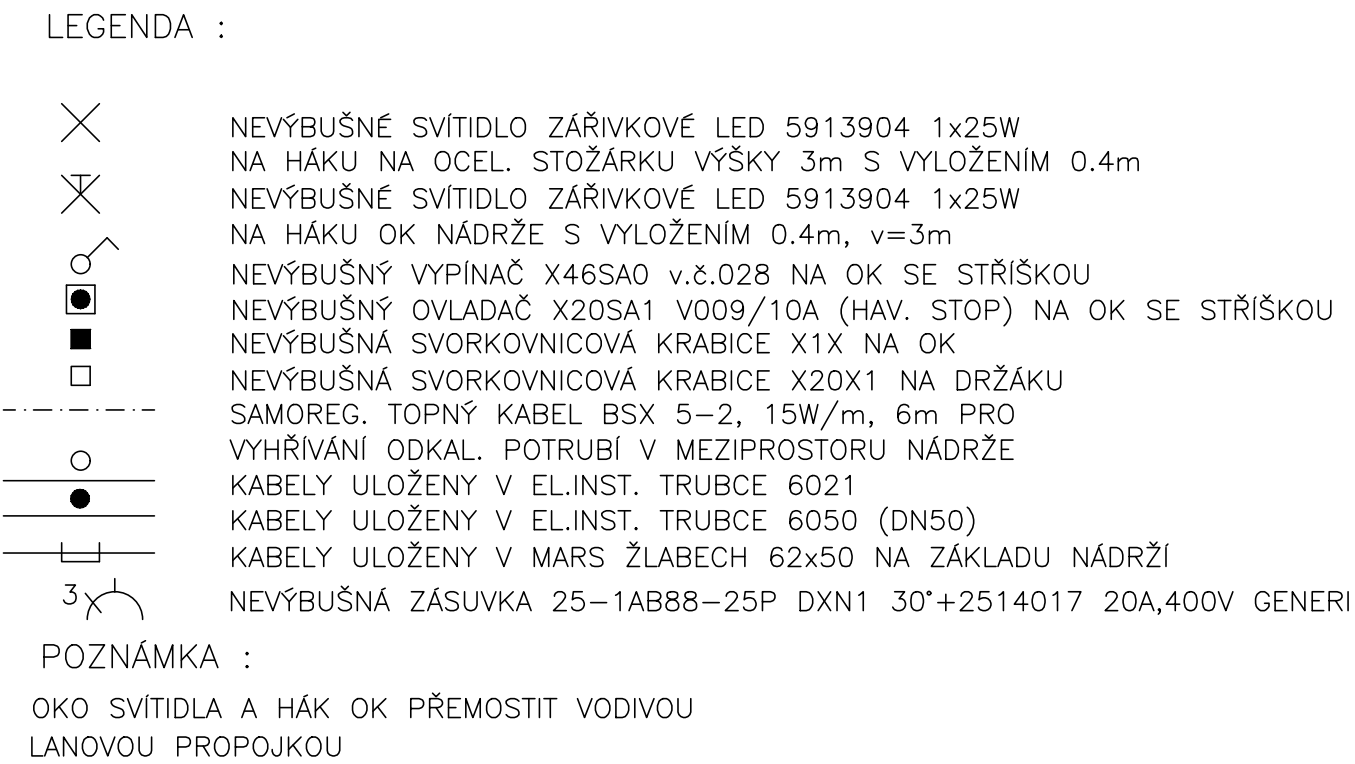 LEGENDA :
NEVÝBUŠNÉ SVÍTIDLO ZÁŘIVKOVÉ LED 5913904 1x25W
NA HÁKU NA OCEL. STOŽÁRKU VÝŠKY 3m S VYLOŽENÍM 0.4m
NEVÝBUŠNÉ SVÍTIDLO ZÁŘIVKOVÉ LED 5913904 1x25W
NA HÁKU OK NÁDRŽE S VYLOŽENÍM 0.4m, v=3m
NEVÝBUŠNÝ VYPÍNAČ X46SA0 v.č.028 NA OK SE STŘÍŠKOU
NEVÝBUŠNÝ OVLADAČ X20SA1 V009/10A (HAV. STOP) NA OK SE STŘÍŠKOU
NEVÝBUŠNÁ SVORKOVNICOVÁ KRABICE X1X NA OK
NEVÝBUŠNÁ SVORKOVNICOVÁ KRABICE X20X1 NA DRŽÁKU
SAMOREG. TOPNÝ KABEL BSX 5-2, 15W/m, 6m PRO
VYHŘÍVÁNÍ ODKAL. POTRUBÍ V MEZIPROSTORU NÁDRŽE
KABELY ULOŽENY V EL.INST. TRUBCE 6021
KABELY ULOŽENY V EL.INST. TRUBCE 6050 (DN50)
KABELY ULOŽENY V MARS ŽLABECH 62x50 NA ZÁKLADU NÁDRŽÍ
3 NEVÝBUŠNÁ ZÁSUVKA 25-1AB88-25P DXN1 30°+2514017 20A,400V GENERI
POZNÁMKA :
OKO SVÍTIDLA A HÁK OK PŘEMOSTIT VODIVOU
LANOVOU PROPOJKOU